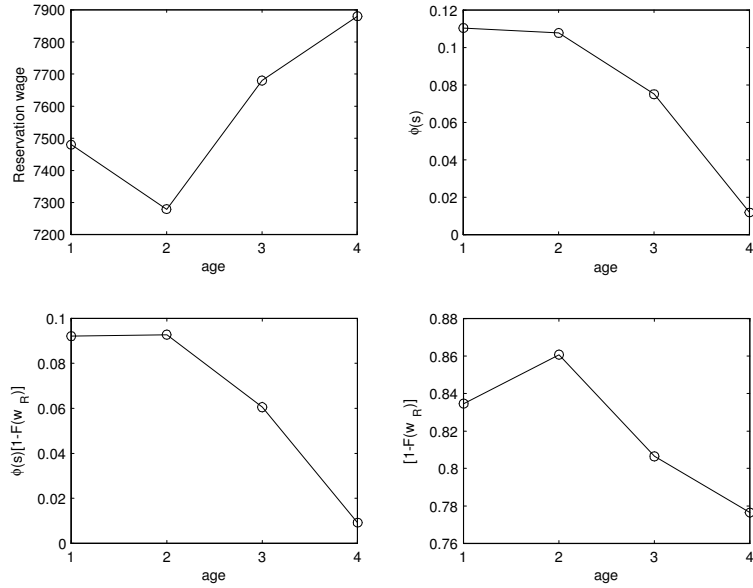 7900
7800
7700
7600
7500
7400
7300
7200
Reservation wage
1 2 3 4
age
0.12
0.1
0.08
0.06
0.04
0.02
0
ϕ(s)
1 2 3 4
age
0.1
0.08
0.06
0.04
0.02
0
ϕ(s)[1-F(w_R)]
1 2 3 4
age
0.88
0.86
0.84
0.82
0.8
0.78
0.76
[1-F(w_R)]
1 2 3 4
age